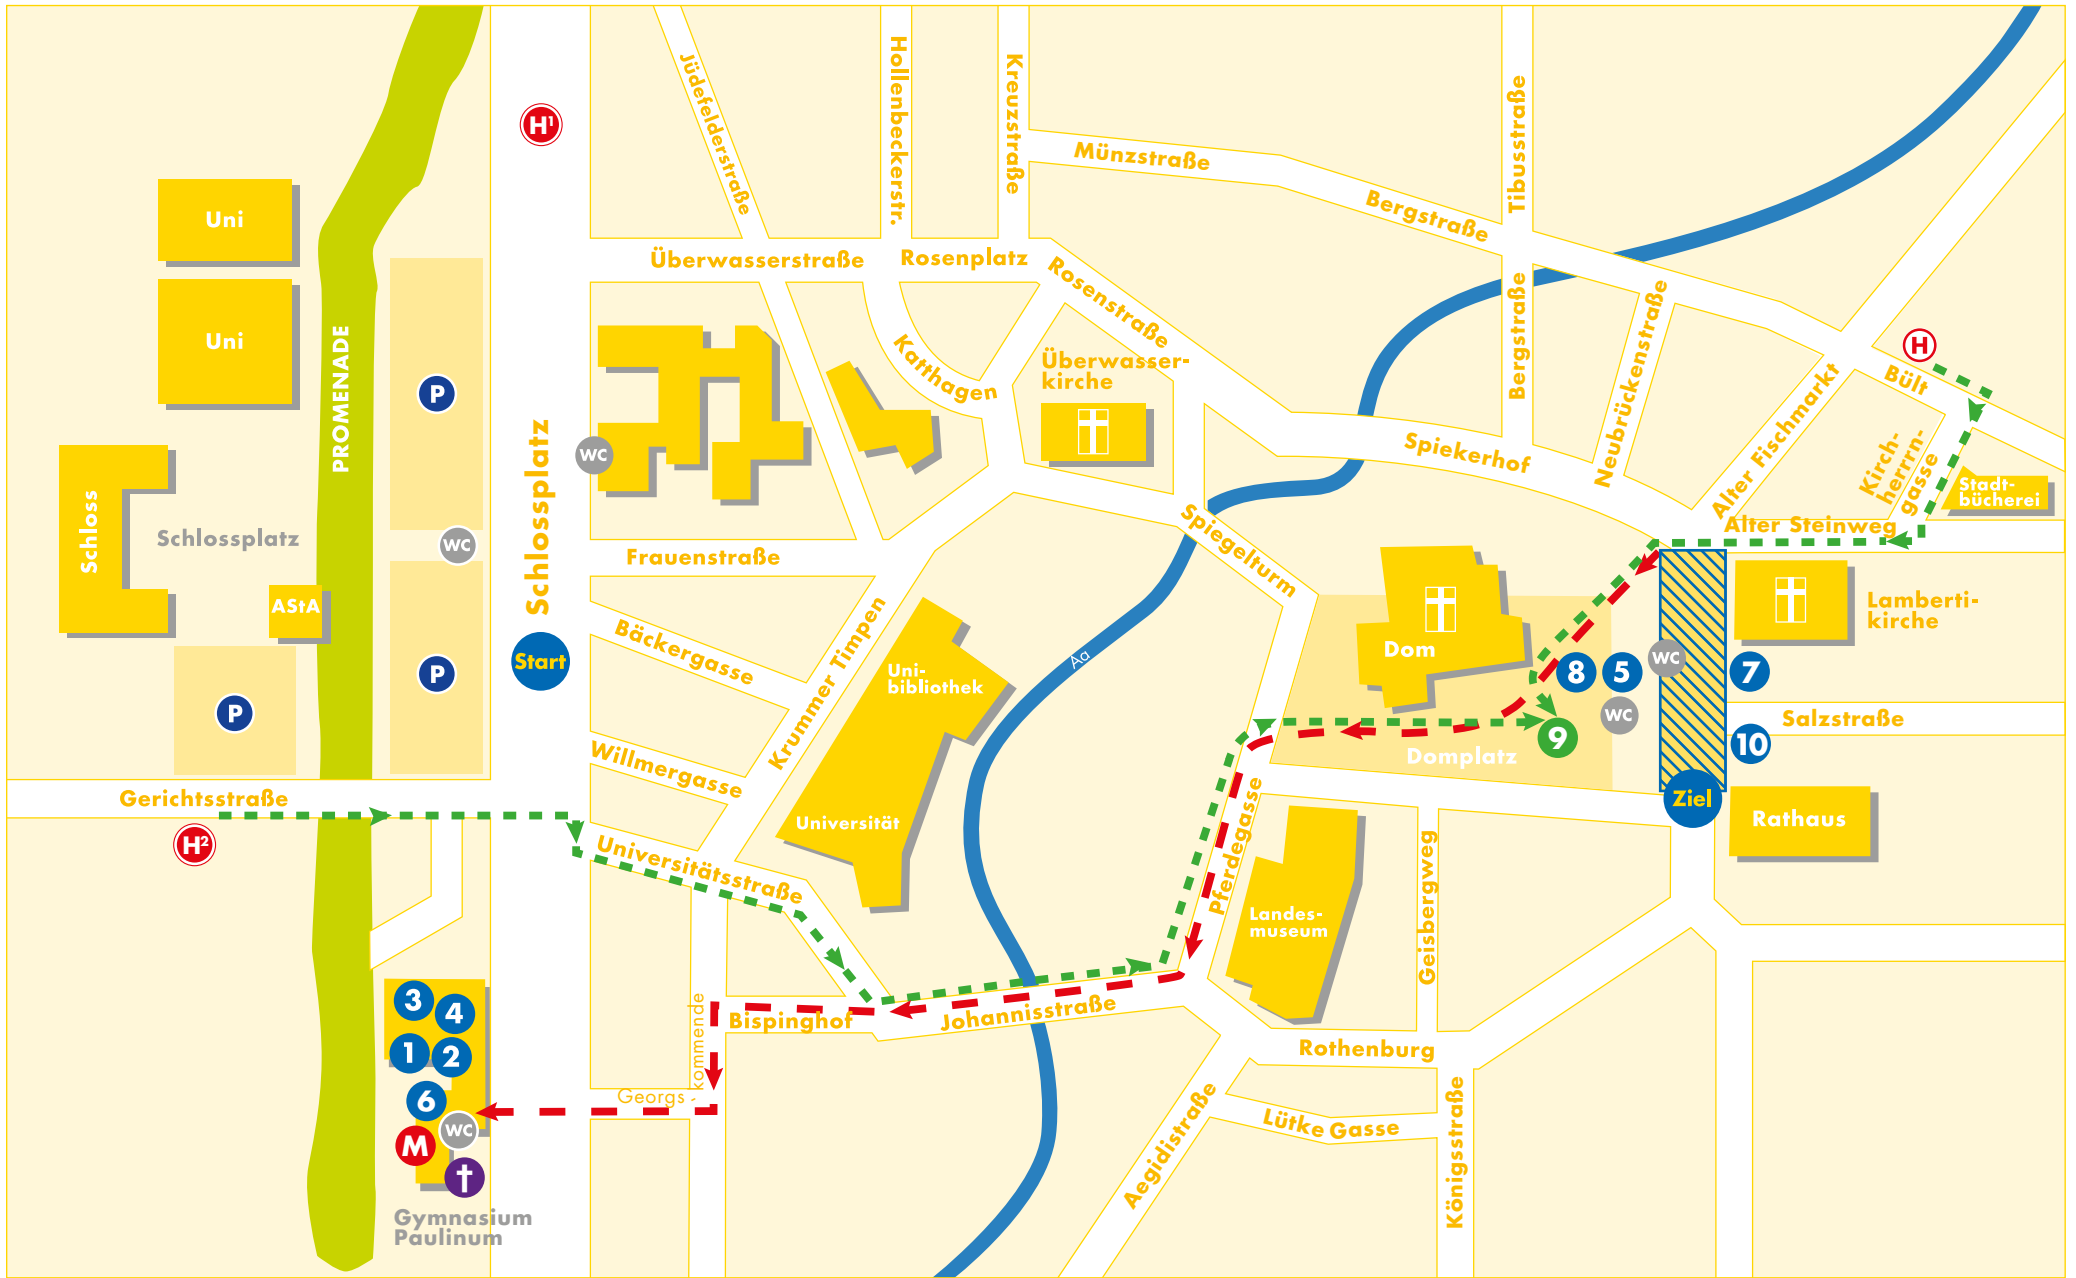 Jüdefelderstraße
Hollenbeckerstr.
Kreuzstraße
Münzstraße
Bergstraße
Tibusstraße
H¹
Uni
Uni
PROMENADE
P
Überwasserstraße
Rosenplatz
Rosenstraße
Katthagen
Überwasser-
kirche
Bergstraße
Neubrückenstraße
Spiekerhof
Alter Fischmarkt
H
Bült
Kirch-
herrrn-
gasse
Stadt-
bücherei
Alter Steinweg
WC
Schlossplatz
Schloss
Schlossplatz
WC
AStA
P
P
Start
Frauenstraße
Bäckergasse
Willmergasse
Krummer Timpen
Uni-
bibliothek
Universität
Aa
Spiegelturm
Dom
Domplatz
8
5
WC
WC
9
7
10
Lamberti-
kirche
Salzstraße
Ziel
Rathaus
Gerichtsstraße
H²
Universitätsstraße
Pferdegasse
Landes-
museum
Geisbergweg
Bispinghof
Johannisstraße
Rothenburg
Georgs -
kommende
Lütke Gasse
Aegidistraße
Königsstraße
3
4
1
2
6
WC
M
Gymnasium
Paulinum